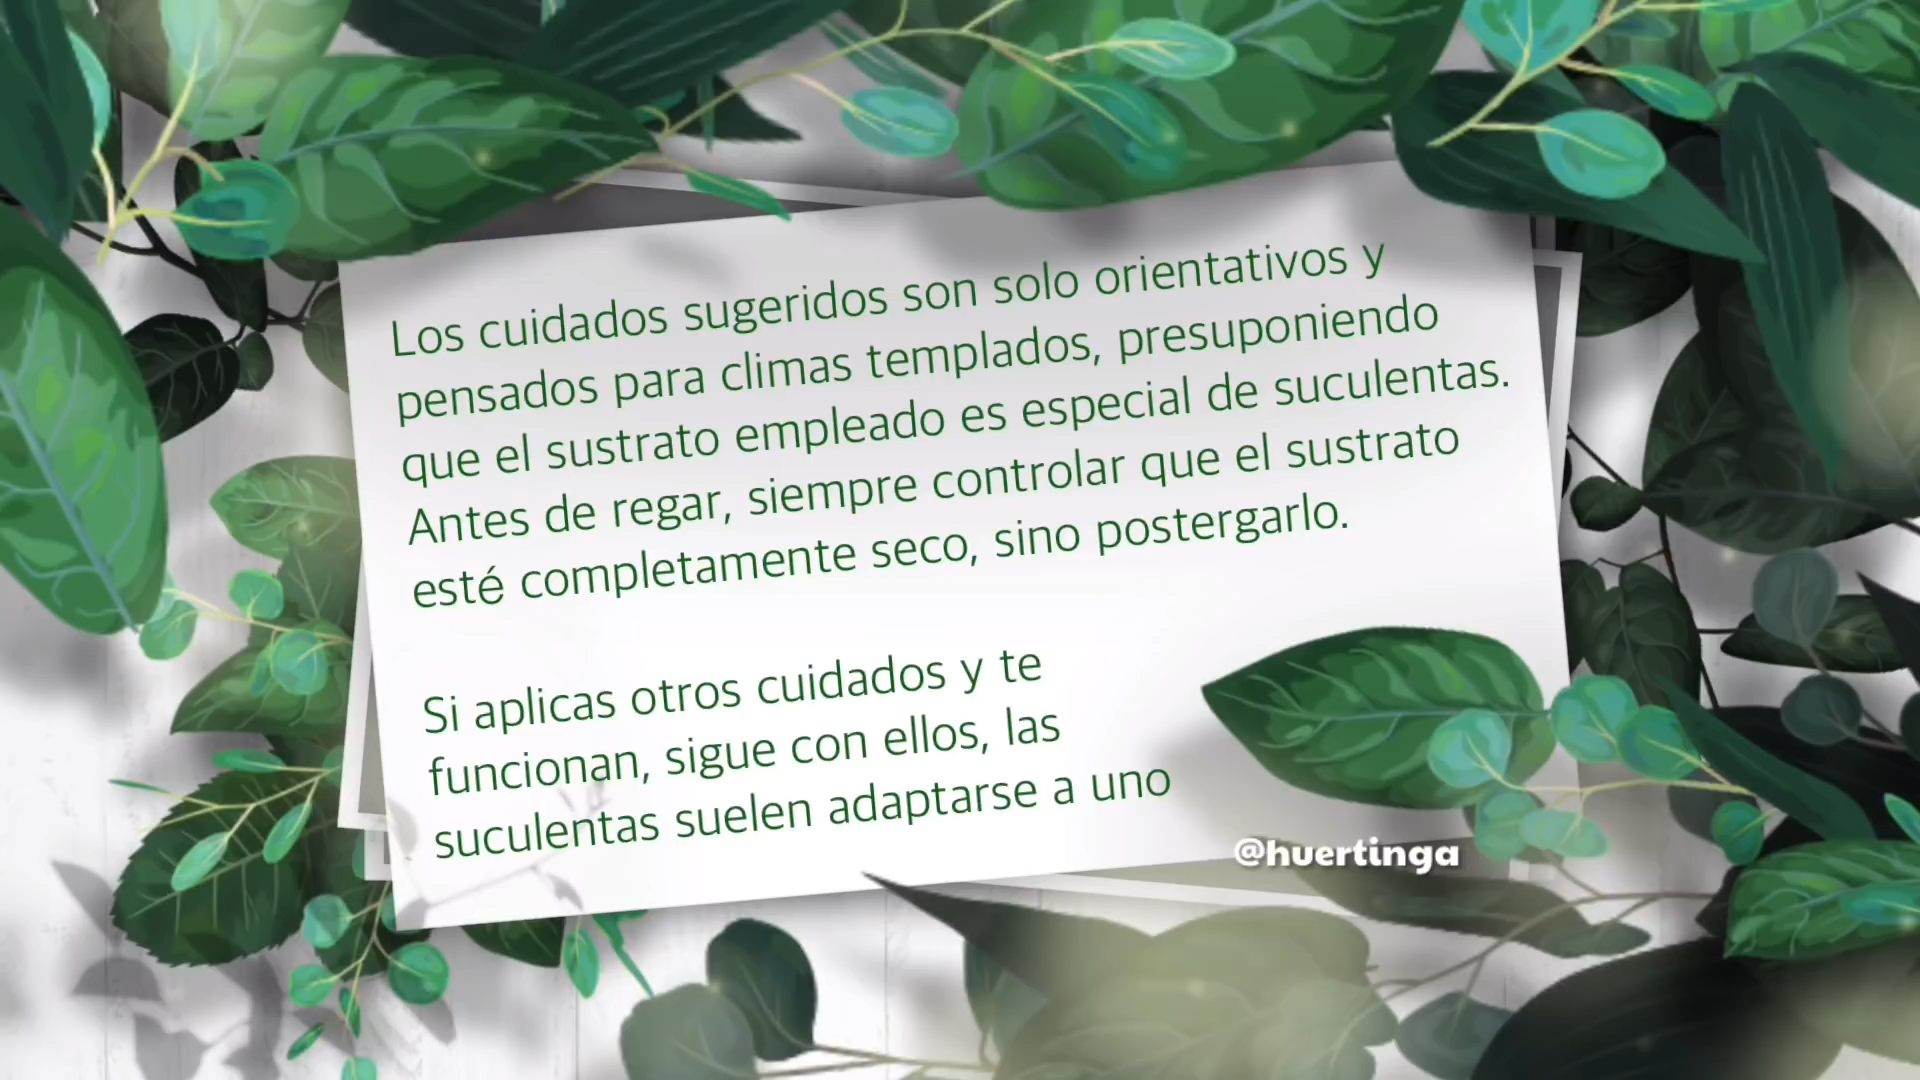 Los cuidados sugeridos son solo orientativos y
pensados para climas templados, presuponiendo
que el sustrato empleado es especial de suculentas.
Antes de regar, siempre controlar que el sustrato
esté completamente seco, sino postergarlo.
Si aplicas otros cuidados y te
funcionan, sigue con ellos, las
suculentas suelen adaptarse a uno
@huertinga